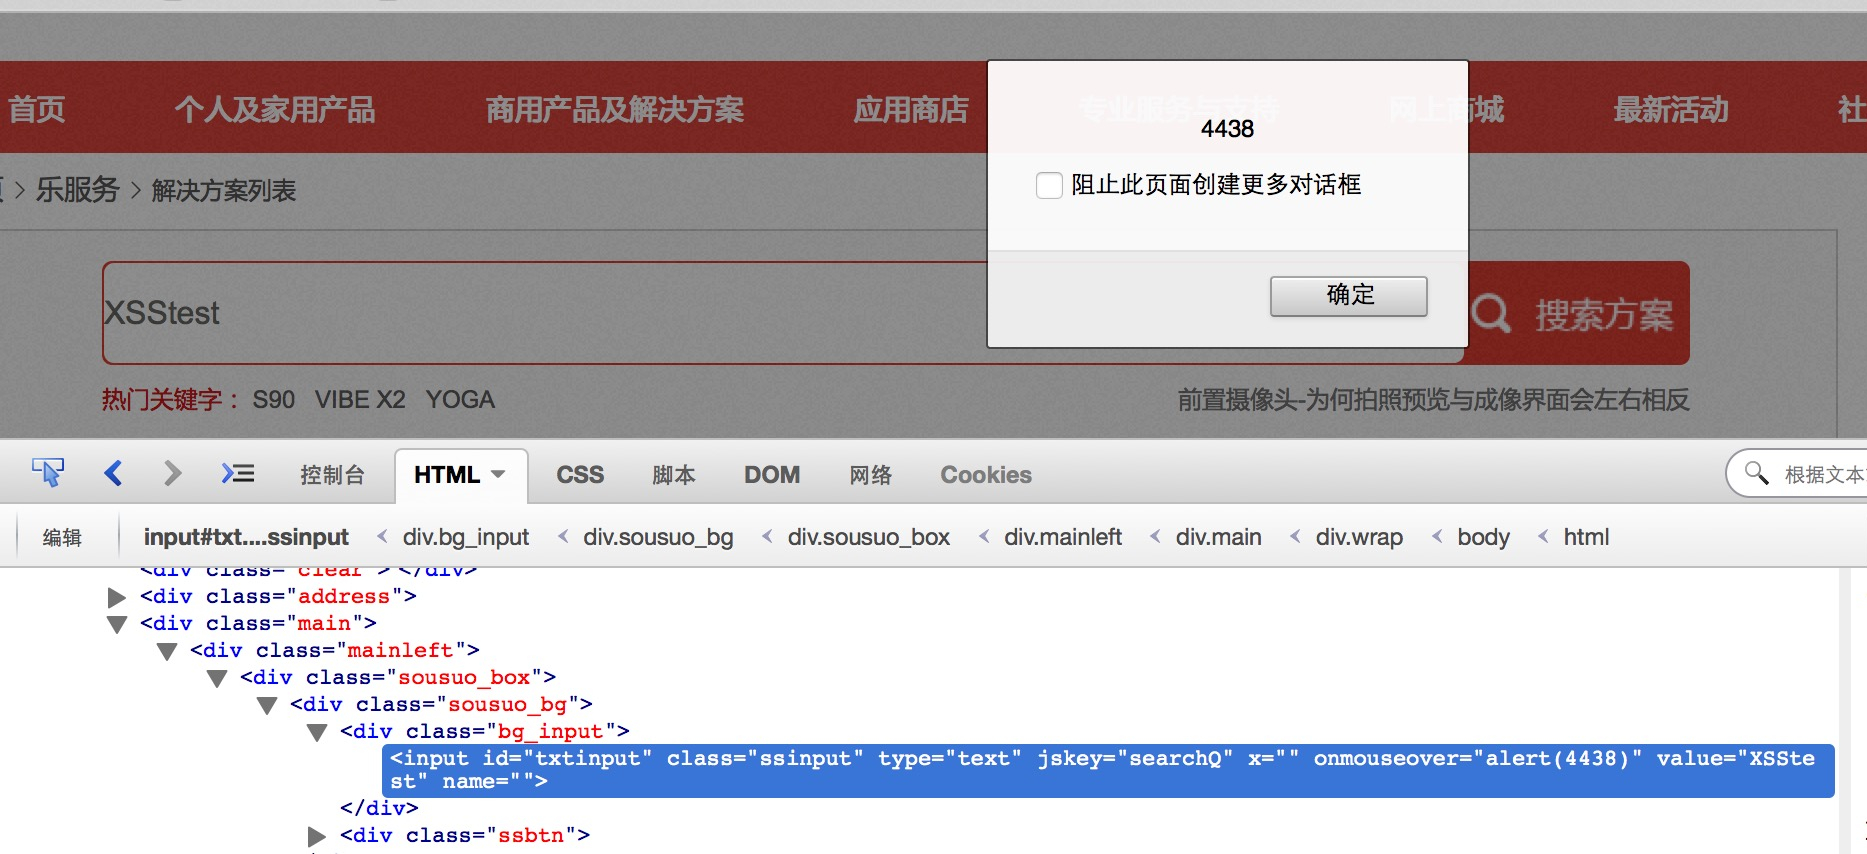 首页 个人及家用产品 商用产品及解决方案 应用商店 专业服务与支持 网上商城 最新活动 社
4438
阻止此页面创建更多对话框
> 乐服务 > 解决方案列表
确定
XSStest 搜索方案
热门关键字： S90 VIBE X2 YOGA 前置摄像头-为何拍照预览与成像界面会左右相反
控制台 HTML CSS 脚本 DOM 网络 Cookies 根据文本
编辑 input#txt....ssinput < div.bg_input < div.sousuo_bg < div.sousuo_box < div.mainleft < div.main < div.wrap < body < html
<div class="clear"></div>
<div class="address">
<div class="main">
<div class="mainleft">
<div class="sousuo_box">
<div class="sousuo_bg">
<div class="bg_input">
<input id="txtinput" class="ssinput" type="text" jskey="searchQ" x="" onmouseover="alert(4438)" value="XSSte
st" name="">
</div>
<div class="ssbtn">